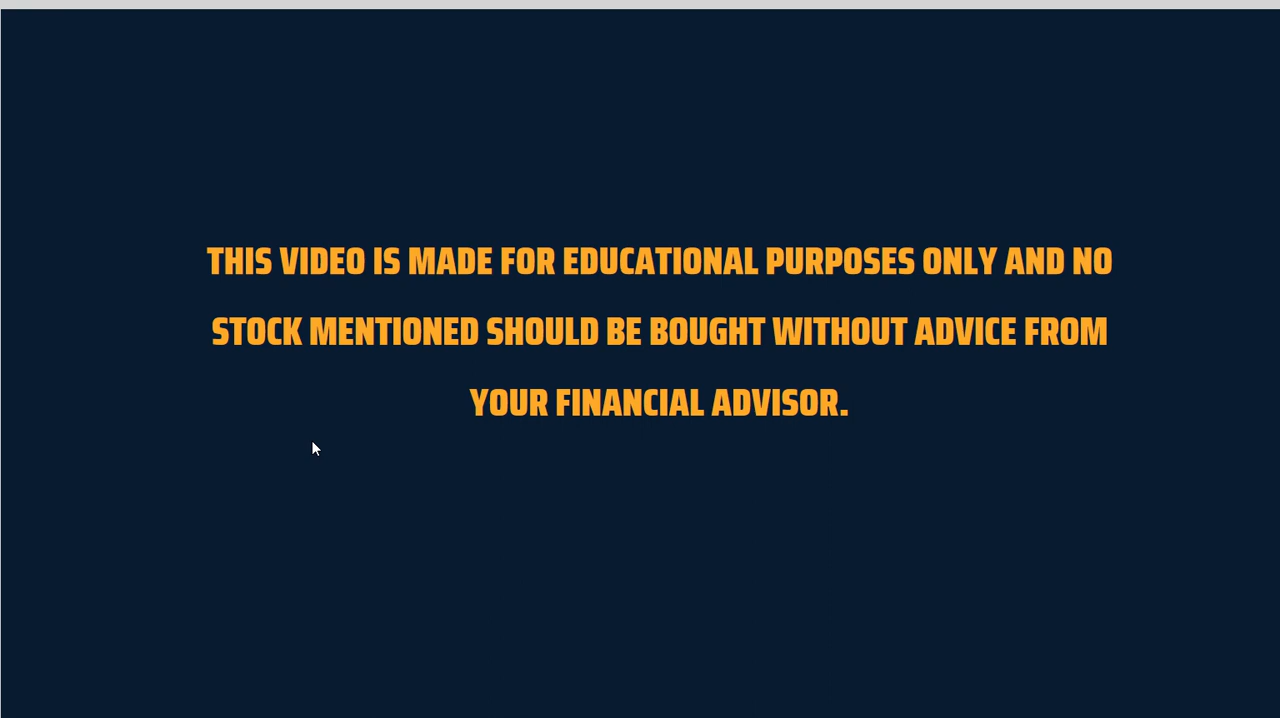 THIS VIDEO IS MADE FOR EDUCATIONAL PURPOSES ONLY AND NO
STOCK MENTIONED SHOULD BE BOUGHT WITHOUT ADVICE FROM
YOUR FINANCIAL ADVISOR.